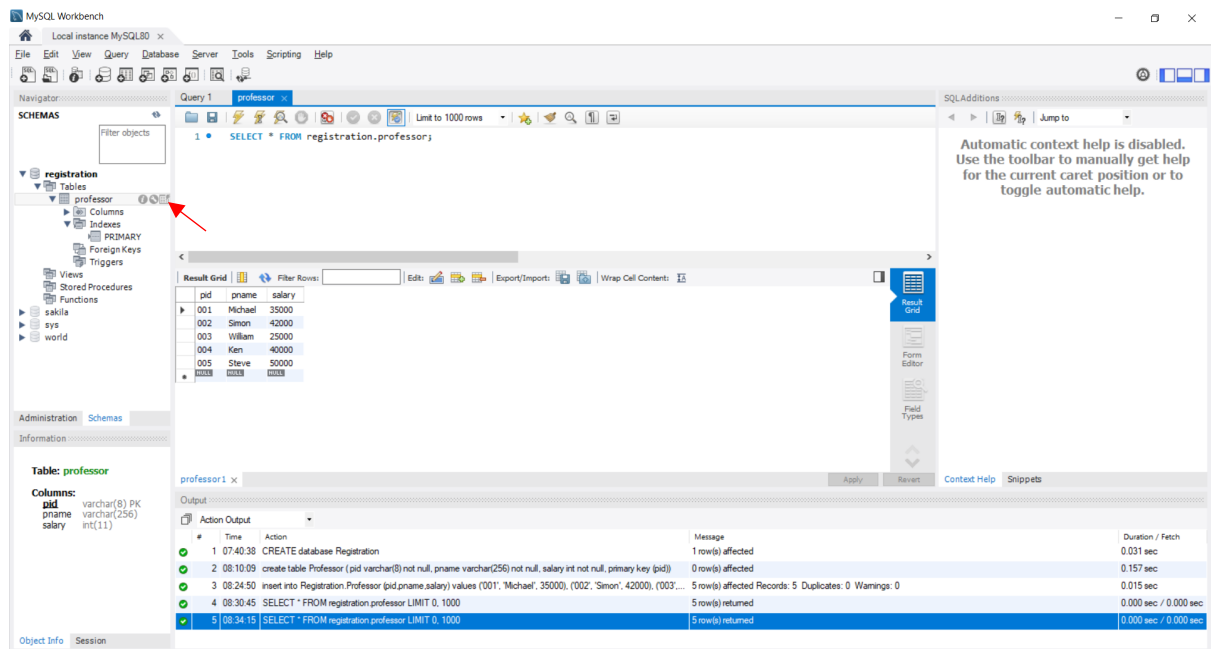 MySQL Workbench
Local instance MySQL80
File Edit View Query Database Server Tools Scripting Help
Navigator
SCHEMAS
Filter objects
registration
Tables
professor
Columns
Indexes
PRIMARY
Foreign Keys
Triggers
Views
Stored Procedures
Functions
sakila
sys
world
Administration Schemas
Information
Table: professor
Columns:
pid varchar(8) PK
pname varchar(256)
salary int(11)
Object Info Session
Query 1 professor
Limit to 1000 rows
1 SELECT * FROM registration.professor;
Result Grid Filter Rows: Edit: Export/Import: Wrap Cell Content:
pid pname salary
001 Michael 35000
002 Simon 42000
003 William 25000
004 Ken 40000
005 Steve 50000
NULL NULL NULL
Result Grid
Form Editor
Field Types
professor1 Apply Revert
SQLAdditions
Jump to
Automatic context help is disabled.
Use the toolbar to manually get help
for the current caret position or to
toggle automatic help.
Context Help Snippets
Output
Action Output
# Time Action Message Duration / Fetch
1 07:40:38 CREATE database Registration 1 row(s) affected 0.031 sec
2 08:10:09 create table Professor ( pid varchar(8) not null, pname varchar(256) not null, salary int not null, primary key (pid)) 0 row(s) affected 0.157 sec
3 08:24:50 insert into Registration.Professor (pid,pname,salary) values ('001', 'Michael', 35000), ('002', 'Simon', 42000), ('003',... 5 row(s) affected Records: 5 Duplicates: 0 Warnings: 0 0.015 sec
4 08:30:45 SELECT * FROM registration.professor LIMIT 0, 1000 5 row(s) returned 0.000 sec / 0.000 sec
5 08:34:15 SELECT * FROM registration.professor LIMIT 0, 1000 5 row(s) returned 0.000 sec / 0.000 sec